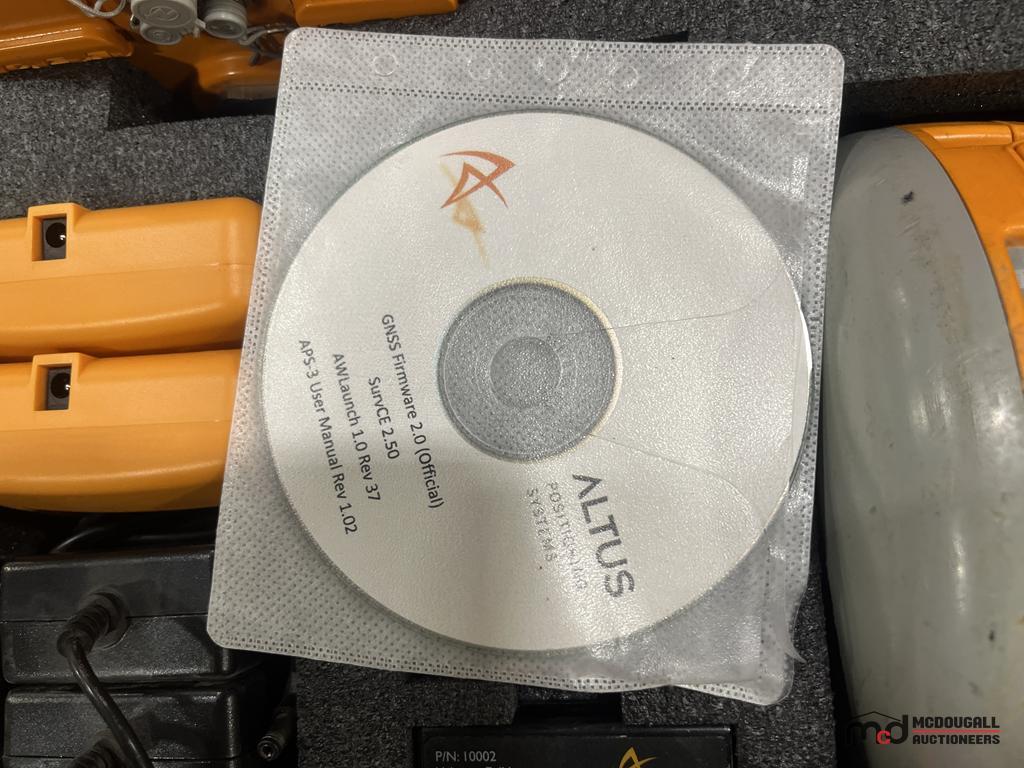 GNSS Firmware 2.0 (Official)
SurvCE 2.50
AWLaunch 1.0 Rev 37
APS-3 User Manual Rev 1.02
ALTUS
POSITIONING
SYSTEMS
P/N: 10002
mcd MCDOUGALL
AUCTIONEERS